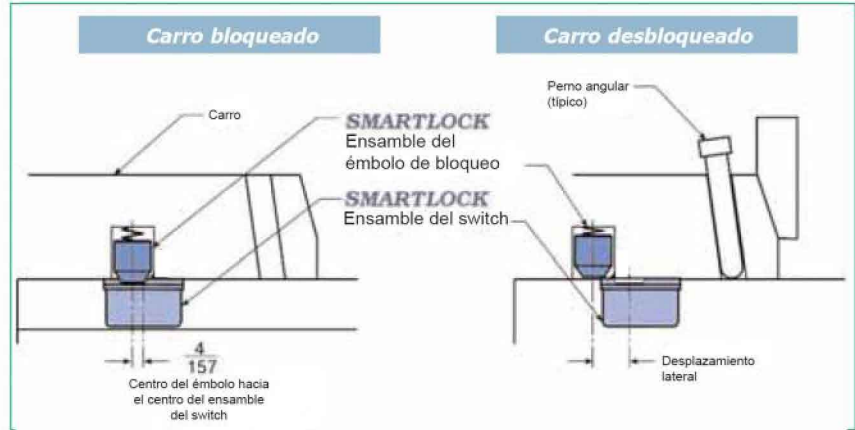 Carro bloqueado
Carro desbloqueado
Carro
SMARTLOCK
Ensamble del
émbolo de bloqueo
SMARTLOCK
Ensamble del switch
Perno angular
(típico)
4
157
Centro del émbolo hacia
el centro del ensamble
del switch
Desplazamiento
lateral